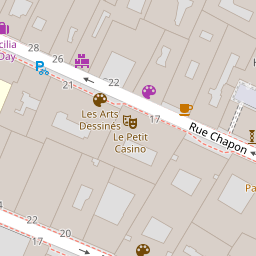 28
cilia
Day
26
22
21
Les Arts
Dessinés
17
Le Petit
Casino
Rue Chapon
H
Pa
22
20
21
17